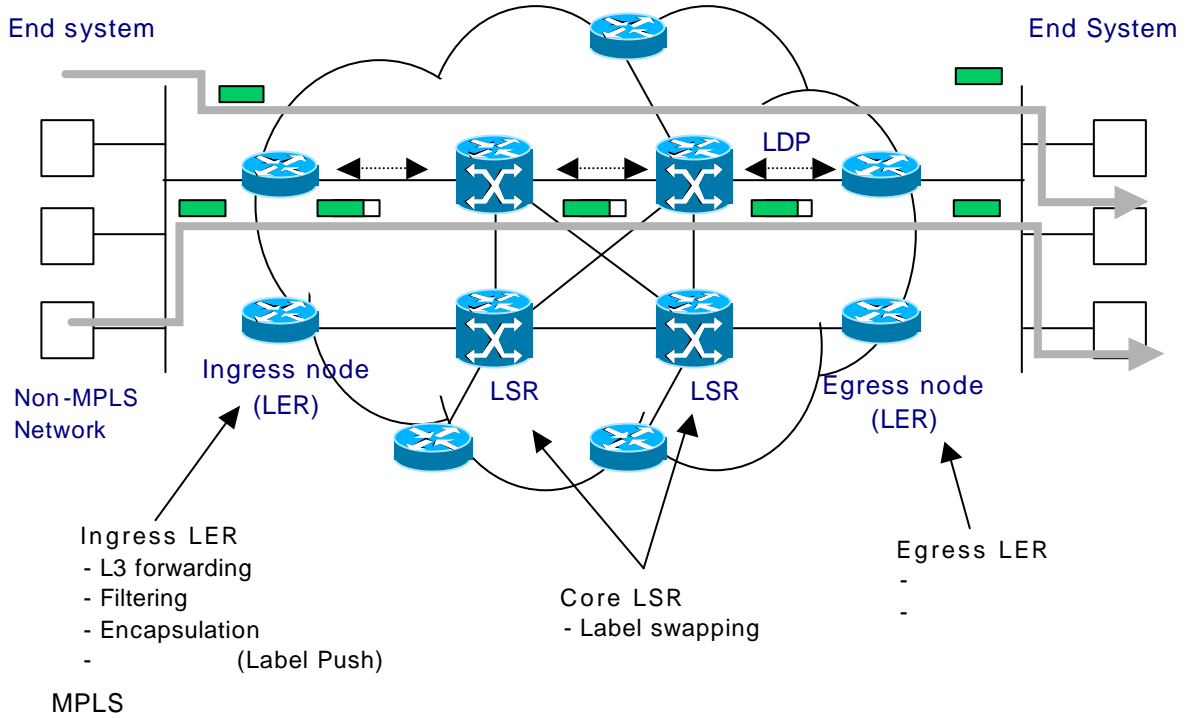 End system
End System
LDP
Ingress node
(LER)
LSR
LSR
Egress node
(LER)
Non-MPLS
Network
Ingress LER
- L3 forwarding
- Filtering
- Encapsulation
- (Label Push)
Core LSR
- Label swapping
Egress LER
-
-
MPLS